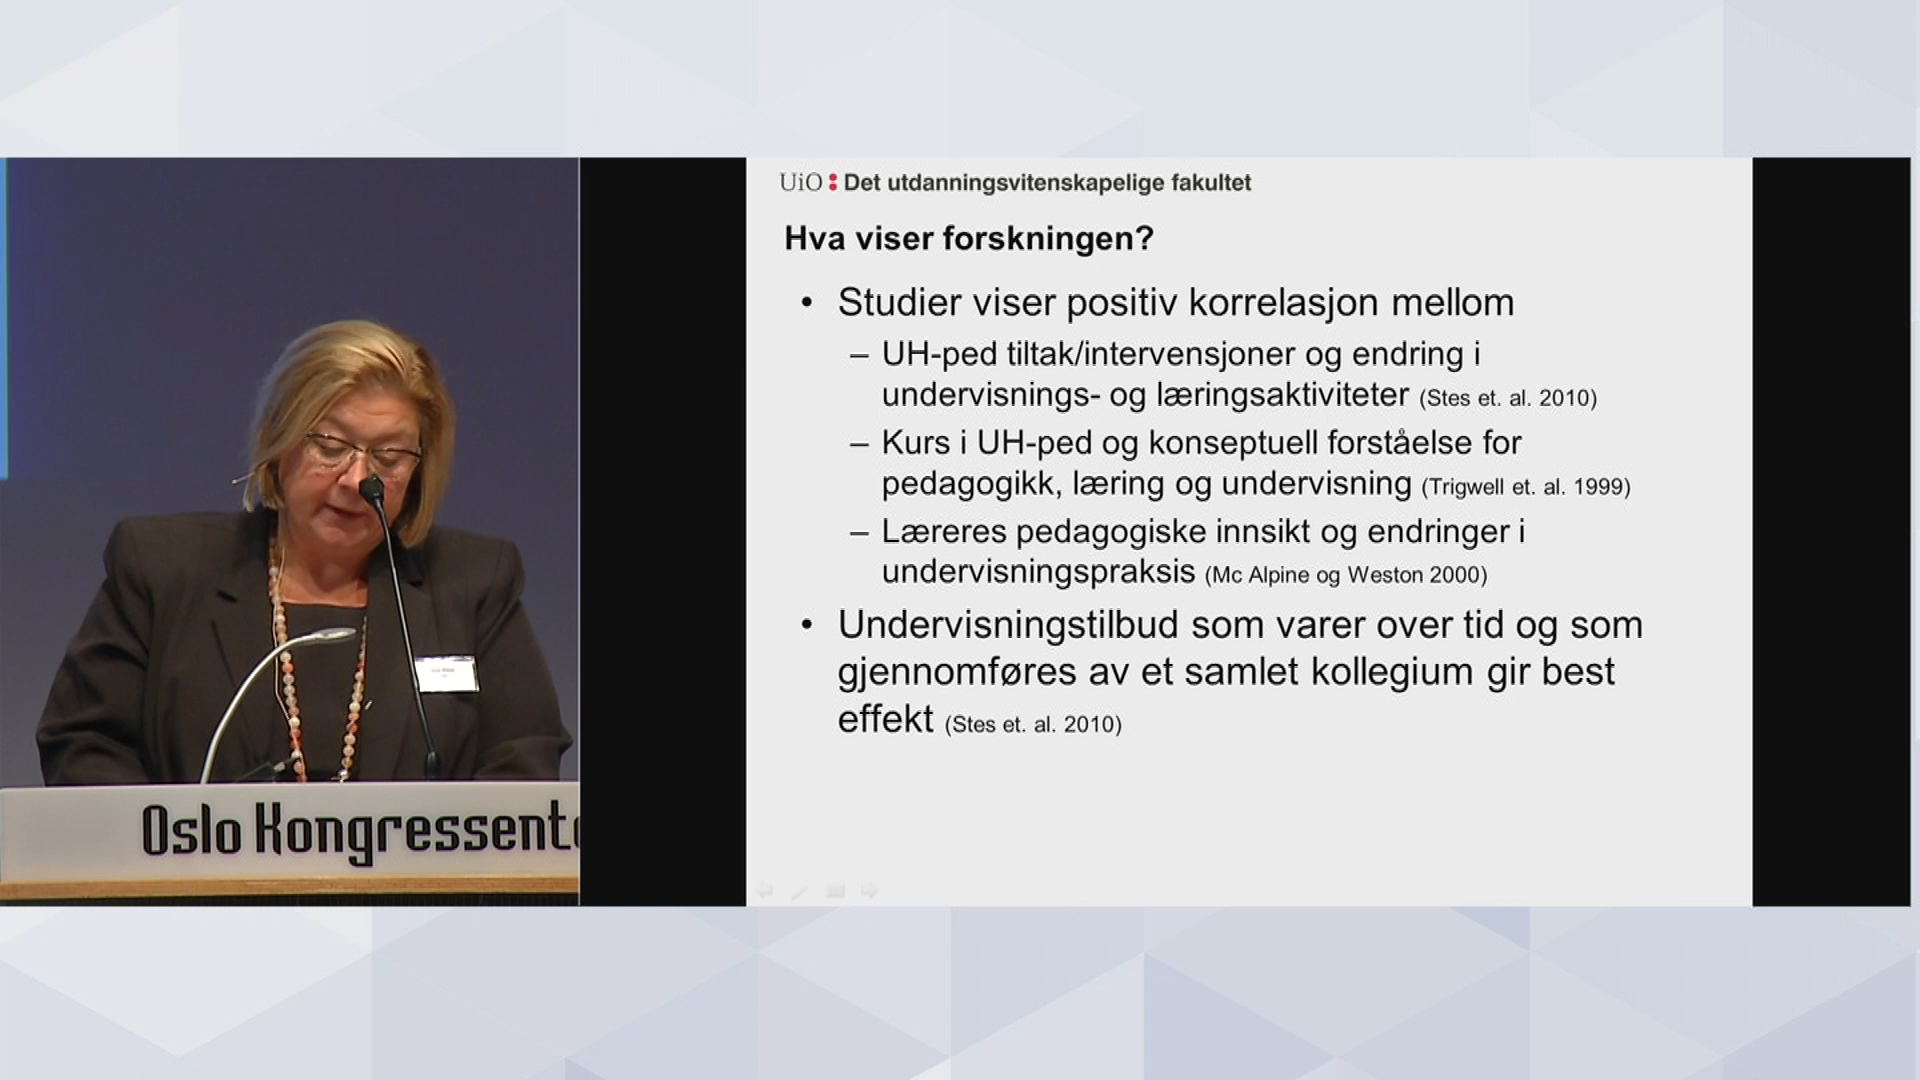 UiO : Det utdanningsvitenskapelige fakultet
Hva viser forskningen?
• Studier viser positiv korrelasjon mellom
– UH-ped tiltak/intervensjoner og endring i
undervisnings- og læringsaktiviteter (Stes et. al. 2010)
– Kurs i UH-ped og konseptuell forståelse for
pedagogikk, læring og undervisning (Trigwell et. al. 1999)
– Læreres pedagogiske innsikt og endringer i
undervisningspraksis (Mc Alpine og Weston 2000)
• Undervisningstilbud som varer over tid og som
gjennomføres av et samlet kollegium gir best
effekt (Stes et. al. 2010)
Oslo Kongressent